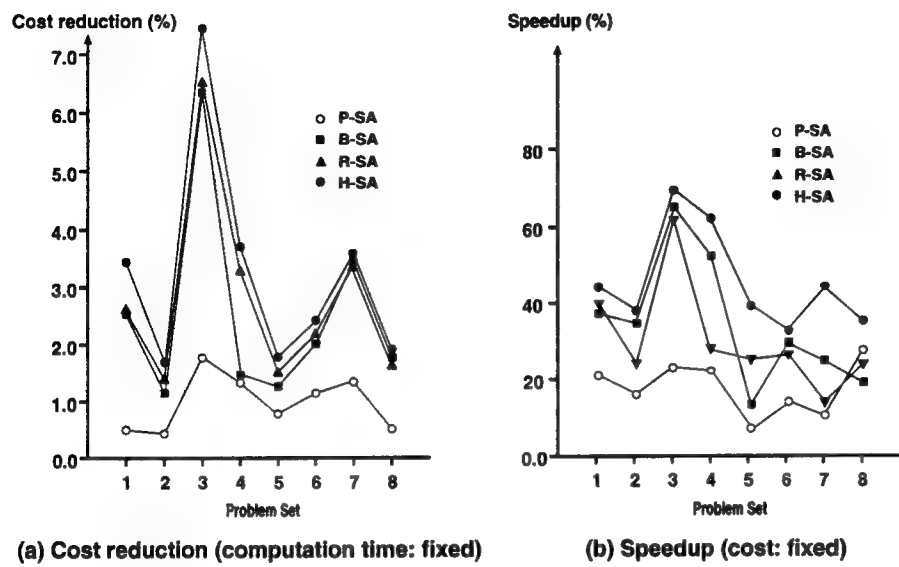 Cost reduction (%)
7.0
6.0
5.0
4.0
3.0
2.0
1.0
0.0
1 2 3 4 5 6 7 8
Problem Set
P-SA
B-SA
R-SA
H-SA
(a) Cost reduction (computation time: fixed)
Speedup (%)
80
60
40
20
0.0
1 2 3 4 5 6 7 8
Problem Set
P-SA
B-SA
R-SA
H-SA
(b) Speedup (cost: fixed)